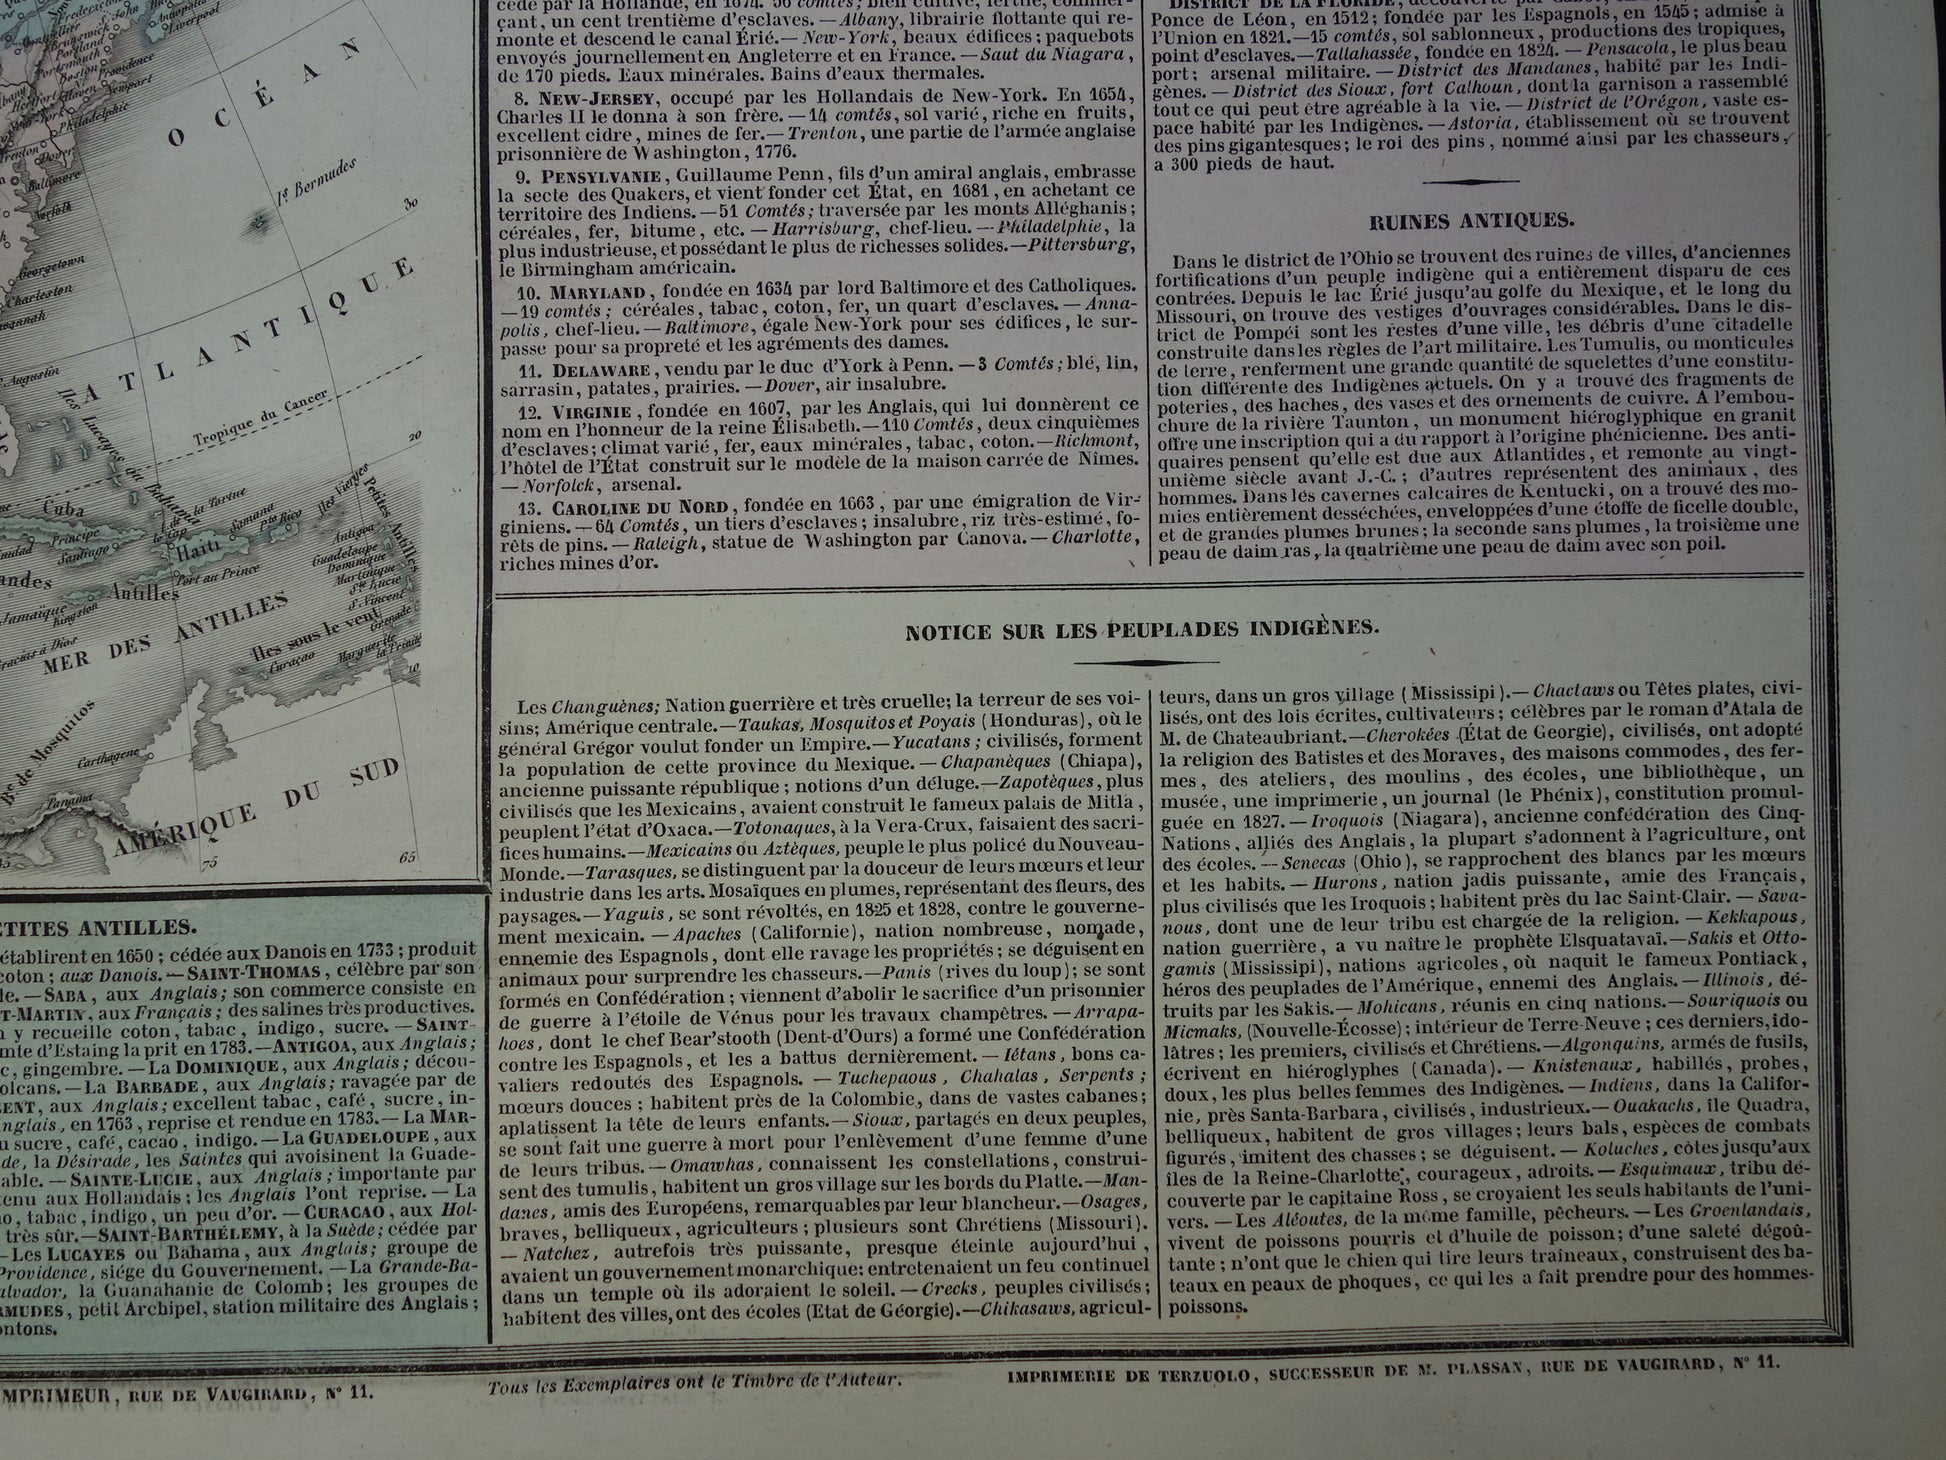 OCÉAN
ATLANTIQUE
Iˢ Bermudes
30
Tropique du Cancer
20
Iles Lucayes ou Bahama
Cuba
Haïti
Port au Prince
Antilles
Iles Vierges
Petites Antilles
Antigoa
Guadeloupe
Dominique
Martinique
Sᵗᵉ Lucie
Sᵗ Vincent
Grenade
MER DES ANTILLES
Iles sous le vent
Curaçao
Marguerite
Carthagène
Panama
AMÉRIQUE DU SUD
75
65
10
Philadelphie
Dover
Baltimore
Norfolk
Georgetown
Charleston
Kingston
Santiago
çant, un cent trentième d'esclaves. — Albany, librairie flottante qui re-
monte et descend le canal Érié.— New-York, beaux édifices; paquebots
envoyés journellement en Angleterre et en France. — Saut du Niagara,
de 170 pieds. Eaux minérales. Bains d'eaux thermales.
8. NEW-JERSEY, occupé par les Hollandais de New-York. En 1654,
Charles II le donna à son frère. — 14 comtés, sol varié, riche en fruits,
excellent cidre, mines de fer.— Trenton, une partie de l'armée anglaise
prisonnière de Washington, 1776.
9. PENSYLVANIE, Guillaume Penn, fils d'un amiral anglais, embrasse
la secte des Quakers, et vient fonder cet État, en 1681, en achetant ce
territoire des Indiens. — 51 Comtés; traversée par les monts Alléghanis;
céréales, fer, bitume, etc. — Harrisburg, chef-lieu. — Philadelphie, la
plus industrieuse, et possédant le plus de richesses solides.—Pittersburg,
le Birmingham américain.
10. MARYLAND, fondée en 1634 par lord Baltimore et des Catholiques.
—19 comtés; céréales, tabac, coton, fer, un quart d'esclaves. — Anna-
polis, chef-lieu. — Baltimore, égale New-York pour ses édifices, le sur-
passe pour sa propreté et les agréments des dames.
11. DELAWARE, vendu par le duc d'York à Penn. — 3 Comtés; blé, lin,
sarrasin, patates, prairies. — Dover, air insalubre.
12. VIRGINIE, fondée en 1607, par les Anglais, qui lui donnèrent ce
nom en l'honneur de la reine Élisabeth.— 110 Comtés, deux cinquièmes
d'esclaves; climat varié, fer, eaux minérales, tabac, coton.—Richmont,
l'hôtel de l'État construit sur le modèle de la maison carrée de Nîmes.
— Norfolck, arsenal.
13. CAROLINE DU NORD, fondée en 1663, par une émigration de Vir-
giniens. — 64 Comtés, un tiers d'esclaves; insalubre, riz très-estimé, fo-
rêts de pins. — Raleigh, statue de Washington par Canova. — Charlotte,
riches mines d'or.
Ponce de Léon, en 1512; fondée par les Espagnols, en 1545; admise à
l'Union en 1821.—15 comtés, sol sablonneux, productions des tropiques,
point d'esclaves.—Tallahassée, fondée en 1824. — Pensacola, le plus beau
port; arsenal militaire. — District des Mandanes, habité par les Indi-
gènes. — District des Sioux, fort Calhoun, dont la garnison a rassemblé
tout ce qui peut être agréable à la vie. — District de l'Orégon, vaste es-
pace habité par les Indigènes. — Astoria, établissement où se trouvent
des pins gigantesques; le roi des pins, nommé ainsi par les chasseurs,
a 300 pieds de haut.
RUINES ANTIQUES.
Dans le district de l'Ohio se trouvent des ruines de villes, d'anciennes
fortifications d'un peuple indigène qui a entièrement disparu de ces
contrées. Depuis le lac Érié jusqu'au golfe du Mexique, et le long du
Missouri, on trouve des vestiges d'ouvrages considérables. Dans le dis-
trict de Pompéi sont les restes d'une ville, les débris d'une citadelle
construite dans les règles de l'art militaire. Les Tumulis, ou monticules
de terre, renferment une grande quantité de squelettes d'une constitu-
tion différente des Indigènes actuels. On y a trouvé des fragments de
poteries, des haches, des vases et des ornements de cuivre. A l'embou-
chure de la rivière Taunton, un monument hiéroglyphique en granit
offre une inscription qui a du rapport à l'origine phénicienne. Des anti-
quaires pensent qu'elle est due aux Atlantides, et remonte au vingt-
unième siècle avant J.-C.; d'autres représentent des animaux, des
hommes. Dans les cavernes calcaires de Kentucki, on a trouvé des mo-
mies entièrement desséchées, enveloppées d'une étoffe de ficelle double,
et de grandes plumes brunes; la seconde sans plumes, la troisième une
peau de daim ras, la quatrième une peau de daim avec son poil.
NOTICE SUR LES PEUPLADES INDIGÈNES.
Les Changuènes; Nation guerrière et très cruelle; la terreur de ses voi-
sins; Amérique centrale.—Taukas, Mosquitos et Poyais (Honduras), où le
général Grégor voulut fonder un Empire.—Yucatans; civilisés, forment
la population de cette province du Mexique. — Chapanèques (Chiapa),
ancienne puissante république; notions d'un déluge.—Zapotèques, plus
civilisés que les Mexicains, avaient construit le fameux palais de Mitla,
peuplent l'état d'Oxaca.—Totonaques, à la Vera-Crux, faisaient des sacri-
fices humains.—Mexicains ou Aztèques, peuple le plus policé du Nouveau-
Monde.—Tarasques, se distinguent par la douceur de leurs mœurs et leur
industrie dans les arts. Mosaïques en plumes, représentant des fleurs, des
paysages.—Yaguis, se sont révoltés, en 1825 et 1828, contre le gouverne-
ment mexicain. — Apaches (Californie), nation nombreuse, nomade,
ennemie des Espagnols, dont elle ravage les propriétés; se déguisent en
animaux pour surprendre les chasseurs.—Panis (rives du loup); se sont
formés en Confédération; viennent d'abolir le sacrifice d'un prisonnier
de guerre à l'étoile de Vénus pour les travaux champêtres. — Arrapa-
hoes, dont le chef Bear'stooth (Dent-d'Ours) a formé une Confédération
contre les Espagnols, et les a battus dernièrement. — Iétans, bons ca-
valiers redoutés des Espagnols. — Tuchepaous, Chahalas, Serpents;
mœurs douces; habitent près de la Colombie, dans de vastes cabanes;
aplatissent la tête de leurs enfants.—Sioux, partagés en deux peuples,
se sont fait une guerre à mort pour l'enlèvement d'une femme d'une
de leurs tribus. — Omawhas, connaissent les constellations, construi-
sent des tumulis, habitent un gros village sur les bords du Platte.—Man-
danes, amis des Européens, remarquables par leur blancheur.—Osages,
braves, belliqueux, agriculteurs; plusieurs sont Chrétiens (Missouri).
— Natchez, autrefois très puissante, presque éteinte aujourd'hui,
avaient un gouvernement monarchique: entretenaient un feu continuel
dans un temple où ils adoraient le soleil. — Creeks, peuples civilisés;
habitent des villes, ont des écoles (Etat de Géorgie).—Chikasaws, agricul-
teurs, dans un gros village (Mississipi).— Chactaws ou Têtes plates, civi-
lisés, ont des lois écrites, cultivateurs; célèbres par le roman d'Atala de
M. de Chateaubriant.—Cherokées (État de Georgie), civilisés, ont adopté
la religion des Batistes et des Moraves, des maisons commodes, des fer-
mes, des ateliers, des moulins, des écoles, une bibliothèque, un
musée, une imprimerie, un journal (le Phénix), constitution promul-
guée en 1827. — Iroquois (Niagara), ancienne confédération des Cinq-
Nations, alliés des Anglais, la plupart s'adonnent à l'agriculture, ont
des écoles. — Senecas (Ohio), se rapprochent des blancs par les mœurs
et les habits. — Hurons, nation jadis puissante, amie des Français,
plus civilisés que les Iroquois; habitent près du lac Saint-Clair. — Sava-
nous, dont une de leur tribu est chargée de la religion. — Kekkapous,
nation guerrière, a vu naître le prophète Elsquatavaï.—Sakis et Otto-
gamis (Mississipi), nations agricoles, où naquit le fameux Pontiack,
héros des peuplades de l'Amérique, ennemi des Anglais. — Illinois, dé-
truits par les Sakis.— Mohicans, réunis en cinq nations.—Souriquois ou
Micmaks, (Nouvelle-Écosse); intérieur de Terre-Neuve; ces derniers, ido-
lâtres; les premiers, civilisés et Chrétiens.—Algonquins, armés de fusils,
écrivent en hiéroglyphes (Canada). — Knistenaux, habillés, probes,
doux, les plus belles femmes des Indigènes. — Indiens, dans la Califor-
nie, près Santa-Barbara, civilisés, industrieux.— Ouakachs, île Quadra,
belliqueux, habitent de gros villages; leurs bals, espèces de combats
figurés, imitent des chasses; se déguisent. — Koluches, côtes jusqu'aux
îles de la Reine-Charlotte, courageux, adroits. — Esquimaux, tribu dé-
couverte par le capitaine Ross, se croyaient les seuls habitants de l'uni-
vers. — Les Aléoutes, de la même famille, pêcheurs. — Les Groenlandais,
vivent de poissons pourris et d'huile de poisson; d'une saleté dégoû-
tante; n'ont que le chien qui tire leurs traîneaux, construisent des ba-
teaux en peaux de phoques, ce qui les a fait prendre pour des hommes-
poissons.
ETITES ANTILLES.
établirent en 1650; cédée aux Danois en 1733; produit
coton; aux Danois.—SAINT-THOMAS, célèbre par son
le. — SABA, aux Anglais; son commerce consiste en
T-MARTIN, aux Français; des salines très productives.
n y recueille coton, tabac, indigo, sucre. — SAINT-
mte d'Estaing la prit en 1783.—ANTIGOA, aux Anglais;
c, gingembre. — La DOMINIQUE, aux Anglais; décou-
olcans. — La BARBADE, aux Anglais; ravagée par de
ENT, aux Anglais; excellent tabac, café, sucre, in-
nglais, en 1763, reprise et rendue en 1783.— La MAR-
u sucre, café, cacao, indigo. — La GUADELOUPE, aux
de, la Désirade, les Saintes qui avoisinent la Guade-
able. — SAINTE-LUCIE, aux Anglais; importante par
tenu aux Hollandais; les Anglais l'ont reprise. — La
o, tabac, indigo, un peu d'or. — CURACAO, aux Hol-
très sûr.—SAINT-BARTHÉLEMY, à la Suède; cédée par
—Les LUCAYES ou Bahama, aux Anglais; groupe de
Providence, siége du Gouvernement. — La Grande-Ba-
lvador, la Guanahanie de Colomb; les groupes de
RMUDES, petit Archipel, station militaire des Anglais;
ontons.
IMPRIMEUR, RUE DE VAUGIRARD, N° 11.
Tous les Exemplaires ont le Timbre de l'Auteur.
IMPRIMERIE DE TERZUOLO, SUCCESSEUR DE M. PLASSAN, RUE DE VAUGIRARD, N° 11.